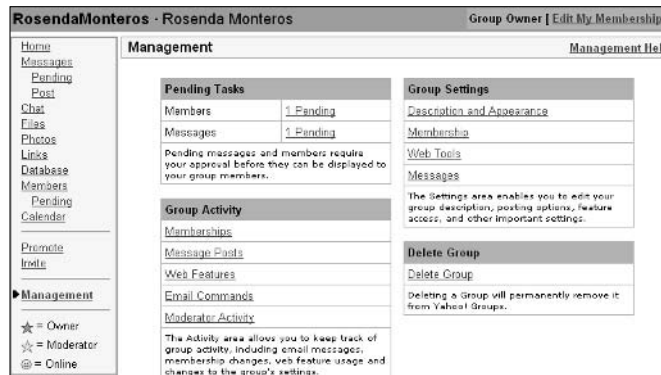 RosendaMonteros · Rosenda Monteros
Group Owner [ Edit My Membership
Home
Messages
Pending
Post
Chat
Files
Photos
Links
Database
Members
Pending
Calendar
Promote
Invite
Management
= Owner
= Moderator
= Online
Management
Management Hel
Pending Tasks
Members 1 Pending
Messages 1 Pending
Pending messages and members require
your approval before they can be displayed to
your group members.
Group Activity
Memberships
Message Posts
Web Features
Email Commands
Moderator Activity
The Activity area allows you to keep track of
group activity, including email messages,
membership changes, web feature usage and
changes to the group's settings.
Group Settings
Description and Appearance
Membership
Web Tools
Messages
The Settings area enables you to edit your
group description, posting options, feature
access, and other important settings.
Delete Group
Delete Group
Deleting a Group will permanently remove it
from Yahoo! Groups.